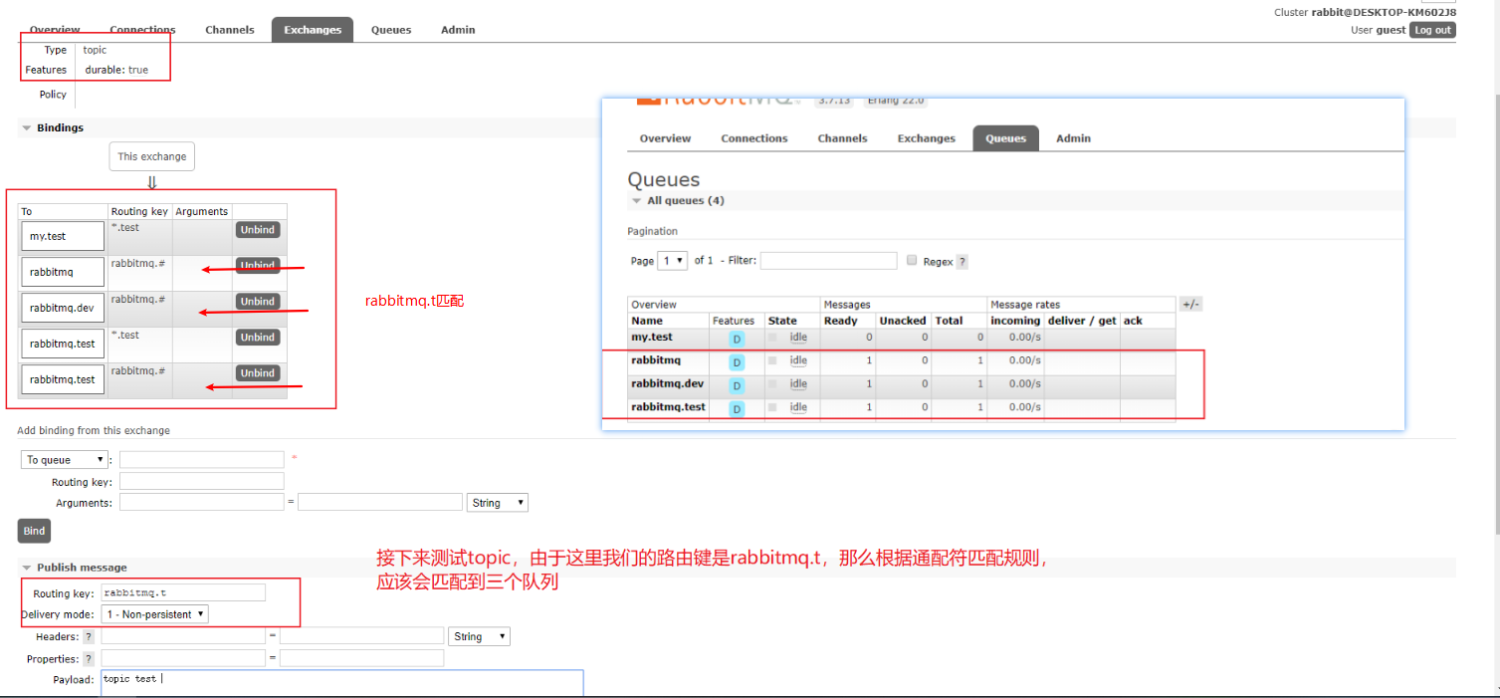 Cluster rabbit@DESKTOP-KM602J8
Overview Connections Channels Exchanges Queues Admin
User guest Log out
Type topic
Features durable: true
Policy
Bindings
This exchange
⇓
To Routing key Arguments
my.test *.test Unbind
rabbitmq rabbitmq.# Unbind
rabbitmq.dev rabbitmq.# Unbind
rabbitmq.test *.test Unbind
rabbitmq.test rabbitmq.# Unbind
rabbitmq.t匹配
RabbitMQ 3.7.13 Erlang 22.0
Overview Connections Channels Exchanges Queues Admin
Queues
All queues (4)
Pagination
Page 1 of 1 - Filter: Regex ?
Overview Messages Message rates +/-
Name Features State Ready Unacked Total incoming deliver / get ack
my.test D idle 0 0 0 0.00/s
rabbitmq D idle 1 0 1 0.00/s
rabbitmq.dev D idle 1 0 1 0.00/s
rabbitmq.test D idle 1 0 1 0.00/s
Add binding from this exchange
To queue : *
Routing key:
Arguments: = String
Bind
接下来测试topic，由于这里我们的路由键是rabbitmq.t，那么根据通配符匹配规则，
应该会匹配到三个队列
Publish message
Routing key: rabbitmq.t
Delivery mode: 1 - Non-persistent
Headers: ? = String
Properties: ? =
Payload: topic test